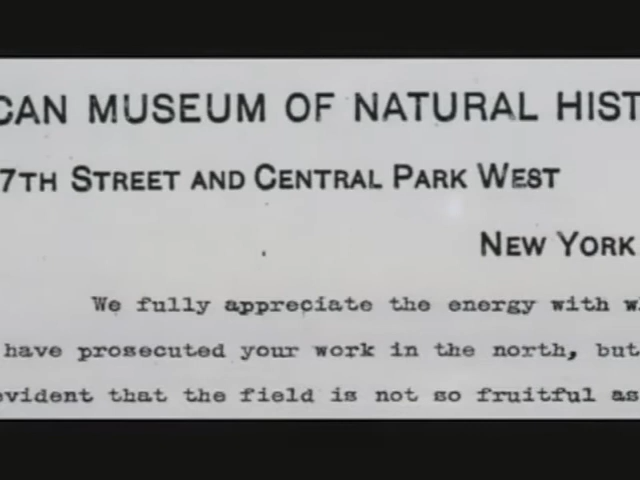 CAN MUSEUM OF NATURAL HIST
7TH STREET AND CENTRAL PARK WEST
NEW YORK
We fully appreciate the energy with w
have prosecuted your work in the north, but
evident that the field is not so fruitful as